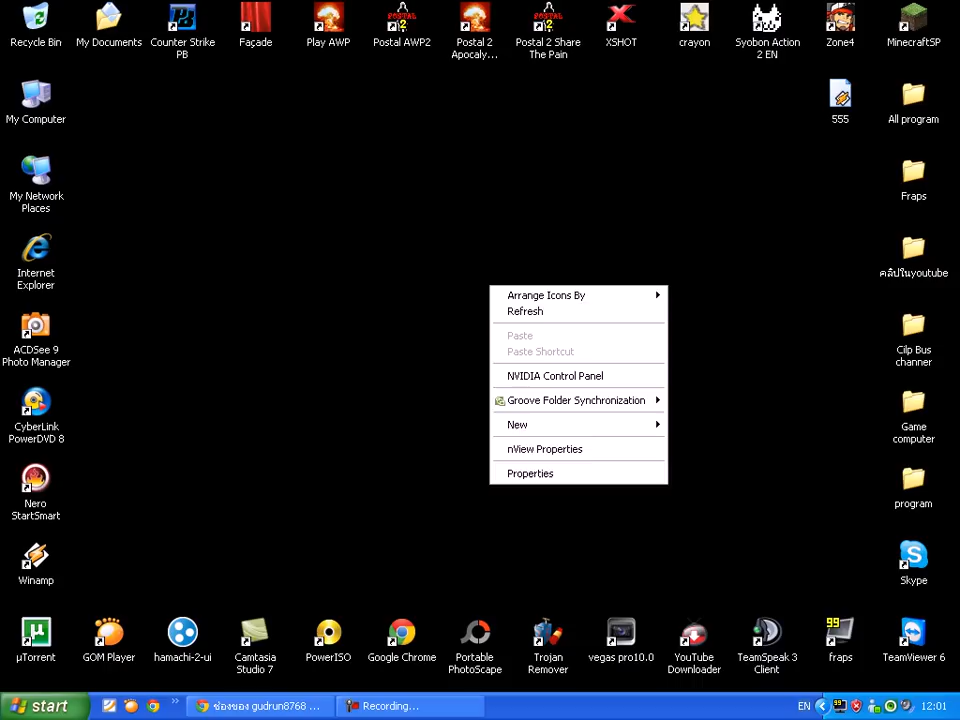 Recycle Bin
My Documents
Counter Strike
PB
Façade
Play AWP
Postal AWP2
Postal 2
Apocaly...
Postal 2 Share
The Pain
XSHOT
crayon
Syobon Action
2 EN
Zone4
MinecraftSP
My Computer
555
All program
My Network
Places
Fraps
Internet
Explorer
คลิปในyoutube
ACDSee 9
Photo Manager
Cilp Bus
channer
CyberLink
PowerDVD 8
Game
computer
Nero
StartSmart
program
Winamp
Skype
Arrange Icons By
Refresh
Paste
Paste Shortcut
NVIDIA Control Panel
Groove Folder Synchronization
New
nView Properties
Properties
µTorrent
GOM Player
hamachi-2-ui
Camtasia
Studio 7
PowerISO
Google Chrome
Portable
PhotoScape
Trojan
Remover
vegas pro10.0
YouTube
Downloader
TeamSpeak 3
Client
99
fraps
TeamViewer 6
start
ช่องของ gudrun8768 ...
Recording...
EN
12:01